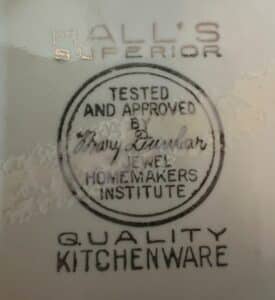 HALL'S
SUPERIOR
TESTED
AND APPROVED
BY
Mary Dunbar
JEWEL
HOMEMAKERS
INSTITUTE
QUALITY
KITCHENWARE